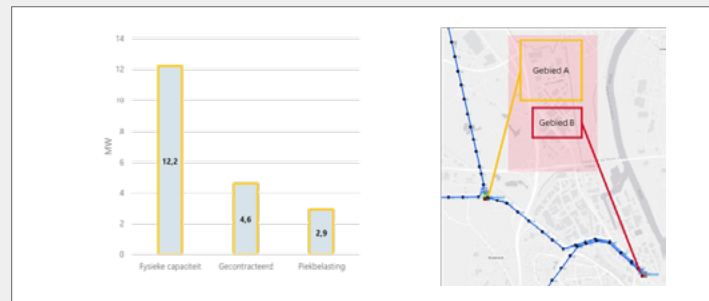 14
12
10
8
6
4
2
0
MW
12,2
4,6
2,9
Fysieke capaciteit
Gecontracteerd
Piekbelasting
Gebied A
Gebied B